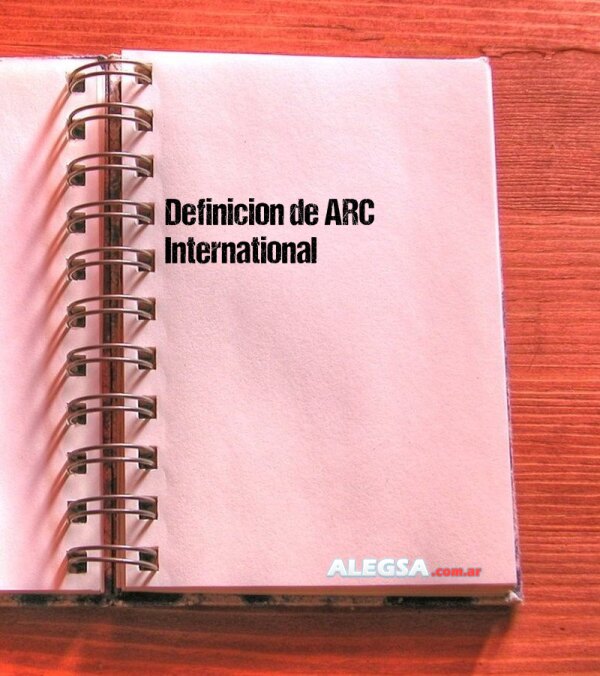 Definicion de ARC
International
ALEGSA.com.ar